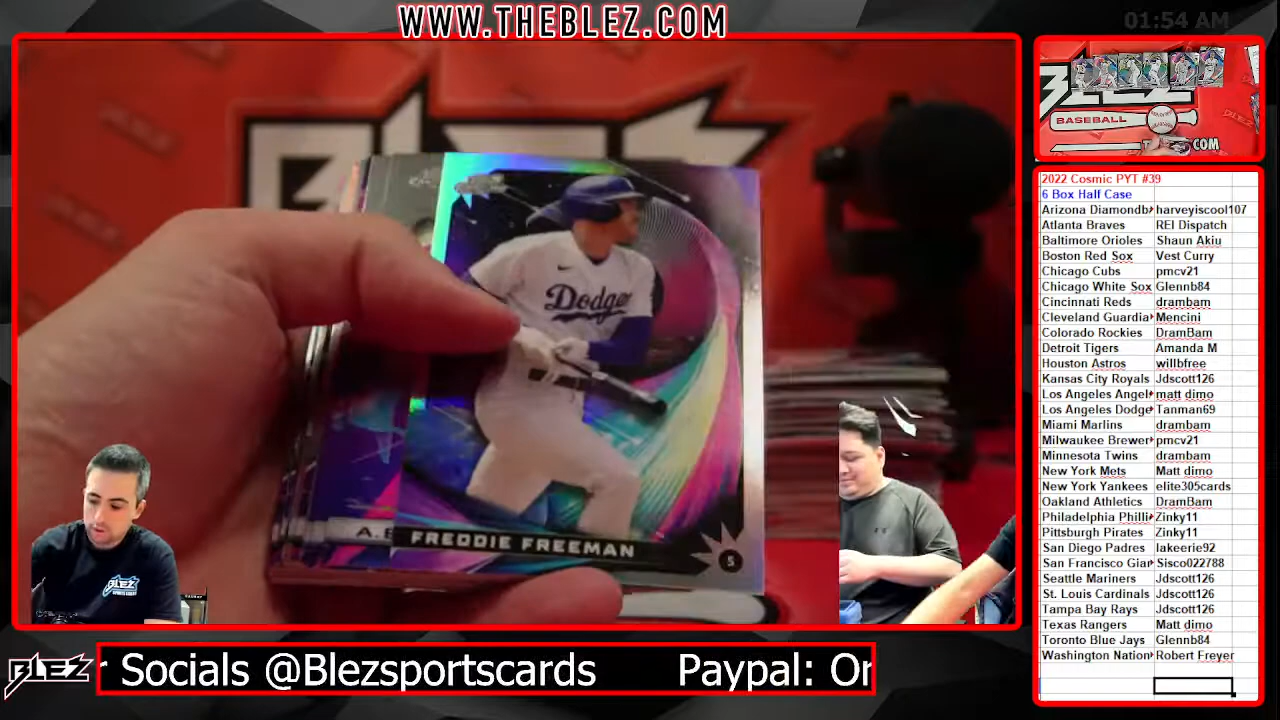 WWW.THEBLEZ.COM
01:54 AM
BLEZ
BASEBALL
COM
Dodge
A.
FREDDIE FREEMAN
5
BLEZ
2022 Cosmic PYT #39
6 Box Half Case
Arizona Diamondb harveyiscool107
Atlanta Braves REI Dispatch
Baltimore Orioles Shaun Akiu
Boston Red Sox Vest Curry
Chicago Cubs pmcv21
Chicago White Sox Glennb84
Cincinnati Reds drambam
Cleveland Guardia Mencini
Colorado Rockies DramBam
Detroit Tigers Amanda M
Houston Astros willbfree
Kansas City Royals Jdscott126
Los Angeles Angel matt dimo
Los Angeles Dodge Tanman69
Miami Marlins drambam
Milwaukee Brewer pmcv21
Minnesota Twins drambam
New York Mets Matt dimo
New York Yankees elite305cards
Oakland Athletics DramBam
Philadelphia Philli Zinky11
Pittsburgh Pirates Zinky11
San Diego Padres lakeerie92
San Francisco Gian Sisco022788
Seattle Mariners Jdscott126
St. Louis Cardinals Jdscott126
Tampa Bay Rays Jdscott126
Texas Rangers Matt dimo
Toronto Blue Jays Glennb84
Washington Nation Robert Freyer
BLEZ
r Socials @Blezsportscards Paypal: Or